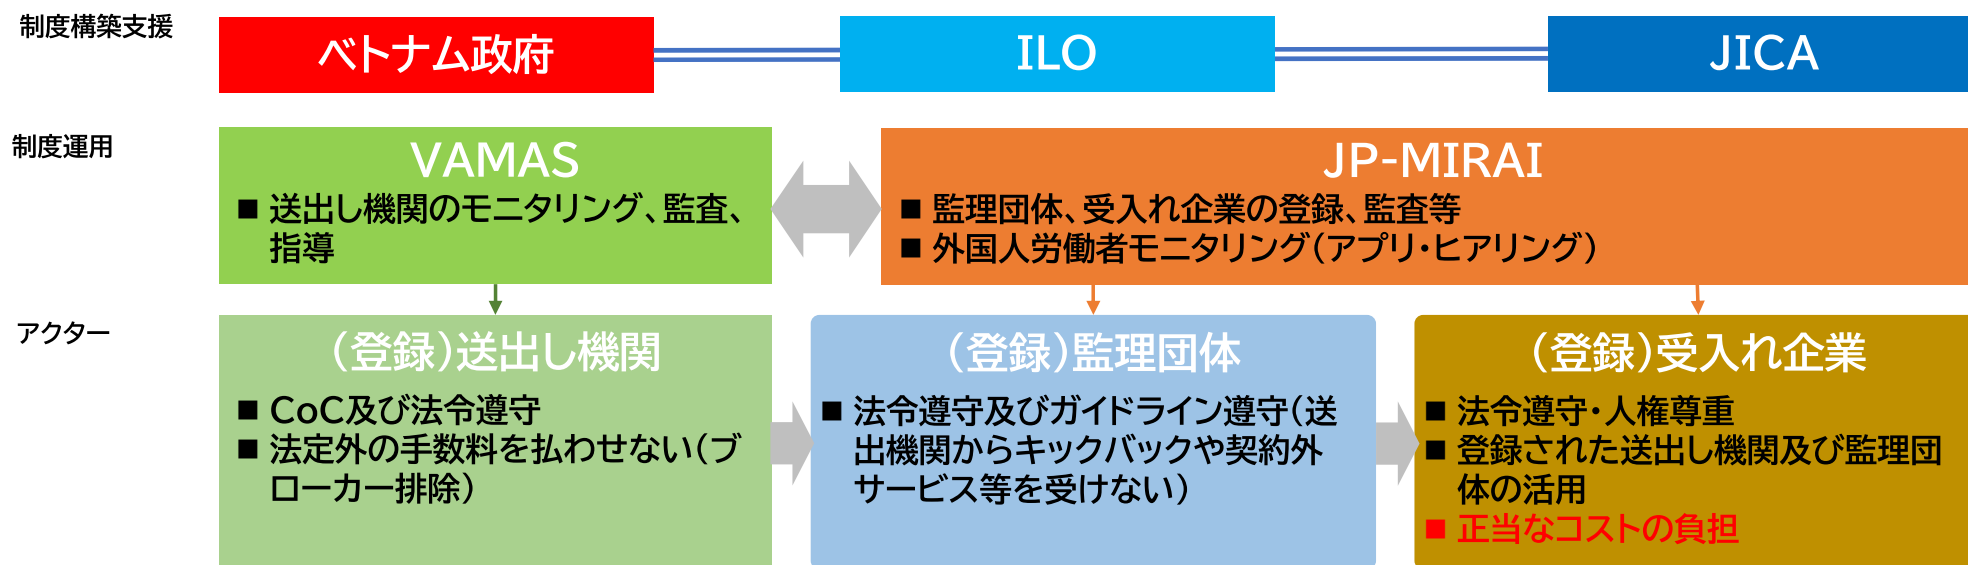 制度構築支援
ベトナム政府
ILO
JICA
制度運用
VAMAS
■ 送出し機関のモニタリング、監査、
指導
JP-MIRAI
■ 監理団体、受入れ企業の登録、監査等
■ 外国人労働者モニタリング(アプリ・ヒアリング)
アクター
(登録)送出し機関
■ CoC及び法令遵守
■ 法定外の手数料を払わせない(ブ
ローカー排除)
(登録)監理団体
■ 法令遵守及びガイドライン遵守(送
出機関からキックバックや契約外
サービス等を受けない)
(登録)受入れ企業
■ 法令遵守・人権尊重
■ 登録された送出し機関及び監理団
体の活用
■ 正当なコストの負担